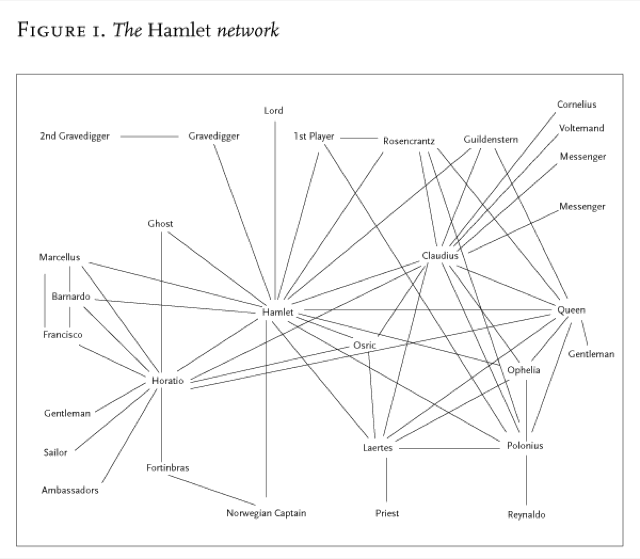 FIGURE 1. The Hamlet network
Cornelius
Lord
Voltemand
2nd Gravedigger Gravedigger 1st Player Rosencrantz Guildenstern
Messenger
Messenger
Ghost
Marcellus Claudius
Barnardo
Hamlet Queen
Francisco
Osric
Gentleman
Ophelia
Horatio
Gentleman
Laertes Polonius
Sailor
Fortinbras
Ambassadors
Norwegian Captain Priest Reynaldo